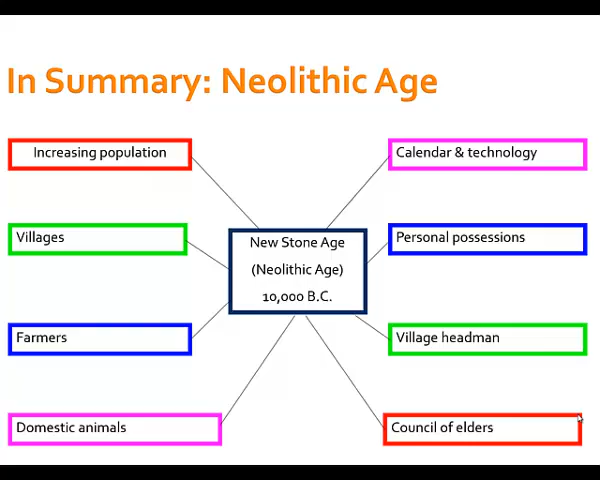 In Summary: Neolithic Age
Increasing population
Calendar & technology
Villages
New Stone Age
(Neolithic Age)
10,000 B.C.
Personal possessions
Farmers
Village headman
Domestic animals
Council of elders